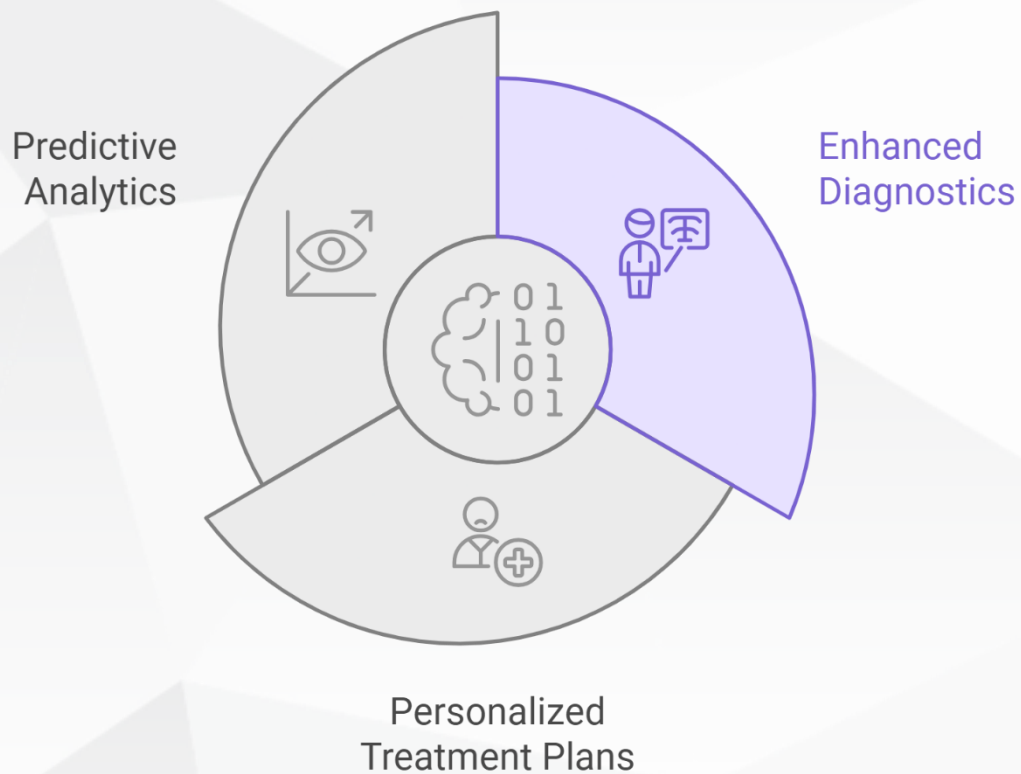 Predictive
Analytics
Enhanced
Diagnostics
01
10
01
01
Personalized
Treatment Plans